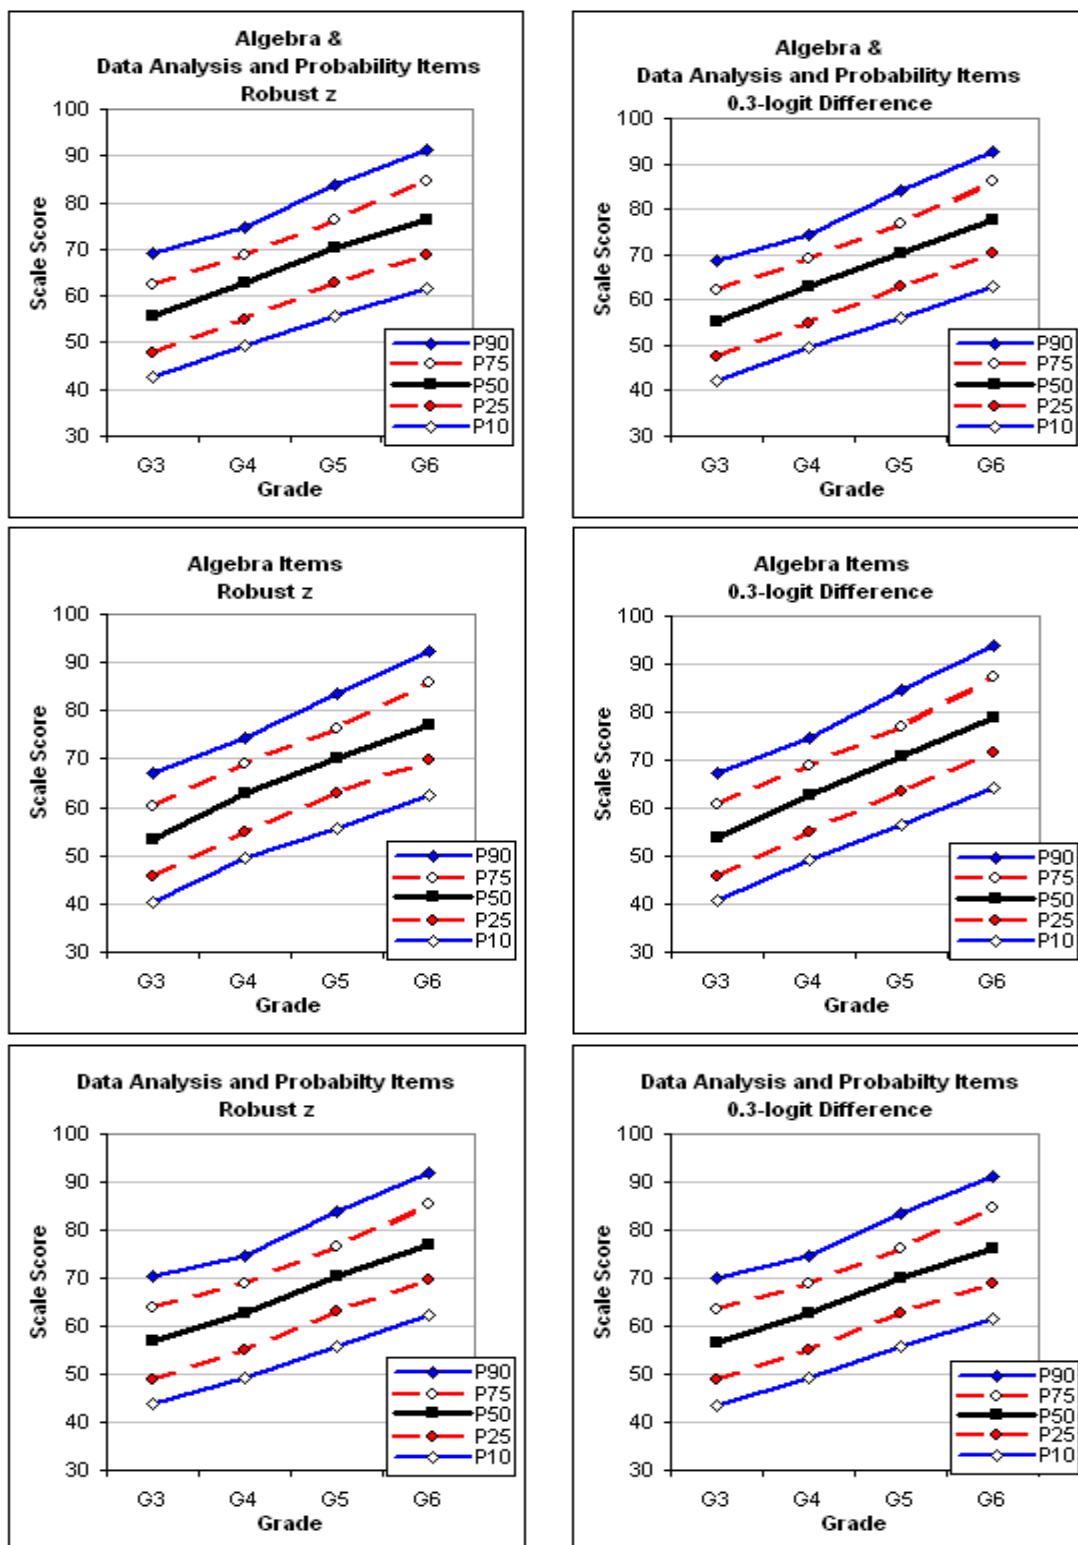 Algebra &
Data Analysis and Probability Items
Robust z
100
90
80
70
60
50
40
30
Scale Score
P90
P75
P50
P25
P10
G3 G4 G5 G6
Grade
Algebra &
Data Analysis and Probability Items
0.3-logit Difference
100
90
80
70
60
50
40
30
Scale Score
P90
P75
P50
P25
P10
G3 G4 G5 G6
Grade
Algebra Items
Robust z
100
90
80
70
60
50
40
30
Scale Score
P90
P75
P50
P25
P10
G3 G4 G5 G6
Grade
Algebra Items
0.3-logit Difference
100
90
80
70
60
50
40
30
Scale Score
P90
P75
P50
P25
P10
G3 G4 G5 G6
Grade
Data Analysis and Probabilty Items
Robust z
100
90
80
70
60
50
40
30
Scale Score
P90
P75
P50
P25
P10
G3 G4 G5 G6
Grade
Data Analysis and Probabilty Items
0.3-logit Difference
100
90
80
70
60
50
40
30
Scale Score
P90
P75
P50
P25
P10
G3 G4 G5 G6
Grade